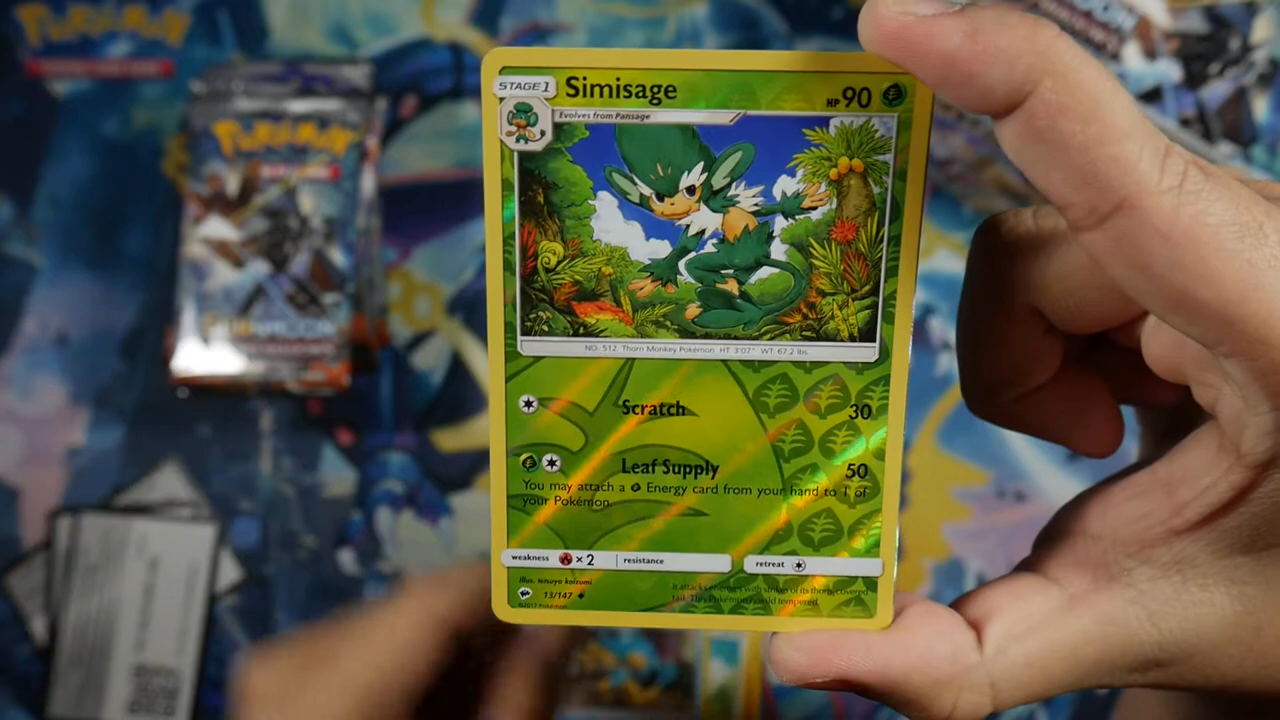 Pokémon
STAGE 1
Simisage
HP 90
Evolves from Pansage
Pokémon
NO. 512 Thorn Monkey Pokémon HT: 3'07" WT: 67.2 lbs.
Scratch 30
Leaf Supply 50
You may attach a Energy card from your hand to 1 of
your Pokémon.
weakness ×2 resistance retreat
Illus. tetsuya koizumi
13/147
©2017 Pokémon
It attacks enemies with strikes of its thorn-covered
tail. This Pokémon is wild tempered.